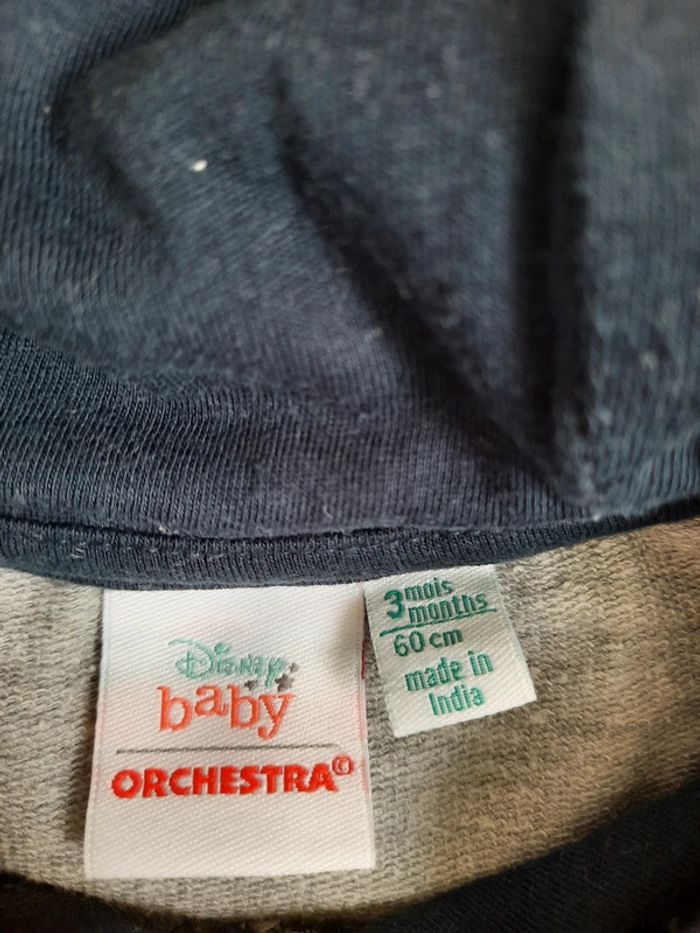 Disney
baby
ORCHESTRA©
3 mois
months
60 cm
made in
India